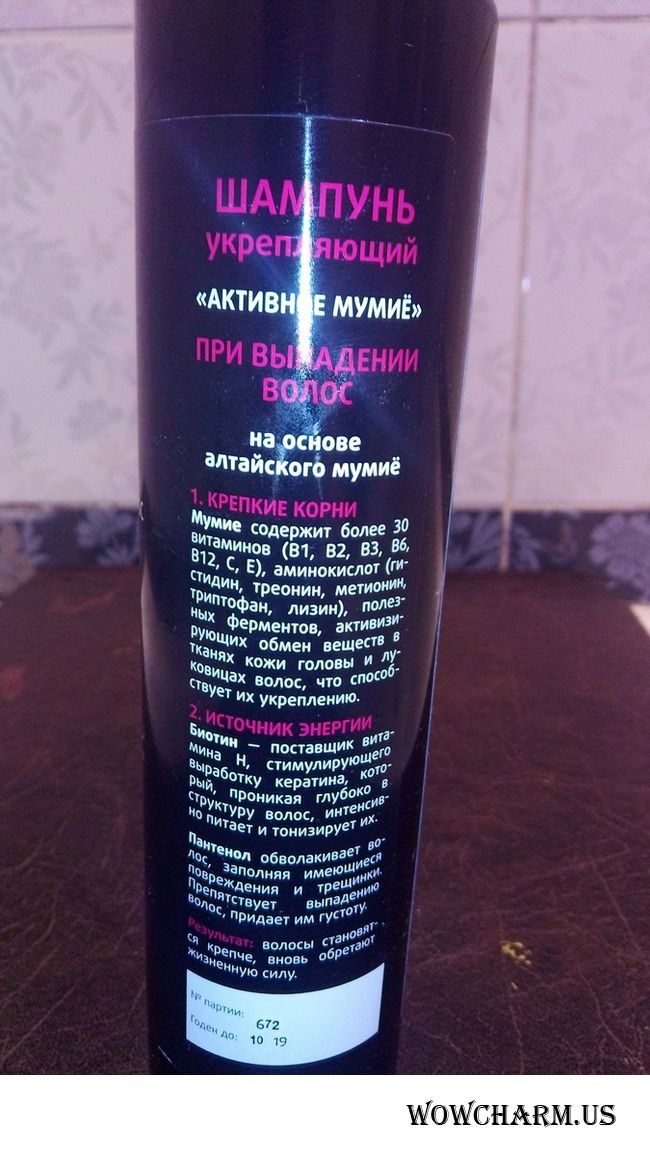 ШАМПУНЬ
укрепляющий
«АКТИВНОЕ МУМИЁ»
ПРИ ВЫПАДЕНИИ
ВОЛОС
на основе
алтайского мумиё
1. КРЕПКИЕ КОРНИ
Мумие содержит более 30
витаминов (В1, В2, В3, В6,
В12, С, Е), аминокислот (ги-
стидин, треонин, метионин,
триптофан, лизин), полез-
ных ферментов, активизи-
рующих обмен веществ в
тканях кожи головы и лу-
ковицах волос, что способ-
ствует их укреплению.
2. ИСТОЧНИК ЭНЕРГИИ
Биотин — поставщик вита-
мина Н, стимулирующего
выработку кератина, кото-
рый, проникая глубоко в
структуру волос, интенсив-
но питает и тонизирует их.
Пантенол обволакивает во-
лос, заполняя имеющиеся
повреждения и трещинки.
Препятствует выпадению
волос, придает им густоту.
Результат: волосы становят-
ся крепче, вновь обретают
жизненную силу.
№ партии: 672
Годен до: 10 19
WOWCHARM.US